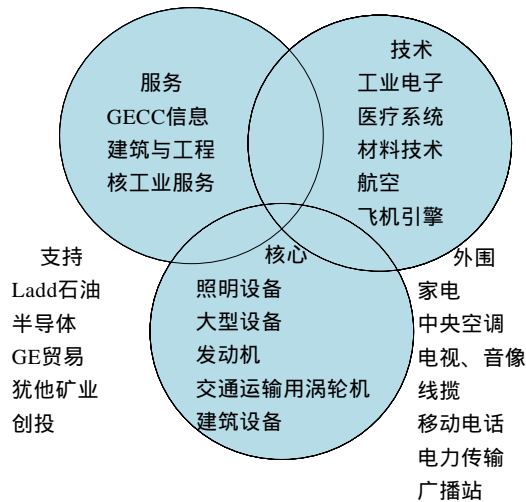 服务
GECC信息
建筑与工程
核工业服务
技术
工业电子
医疗系统
材料技术
航空
飞机引擎
支持
Ladd石油
半导体
GE贸易
犹他矿业
创投
核心
照明设备
大型设备
发动机
交通运输用涡轮机
建筑设备
外围
家电
中央空调
电视、音像
线揽
移动电话
电力传输
广播站